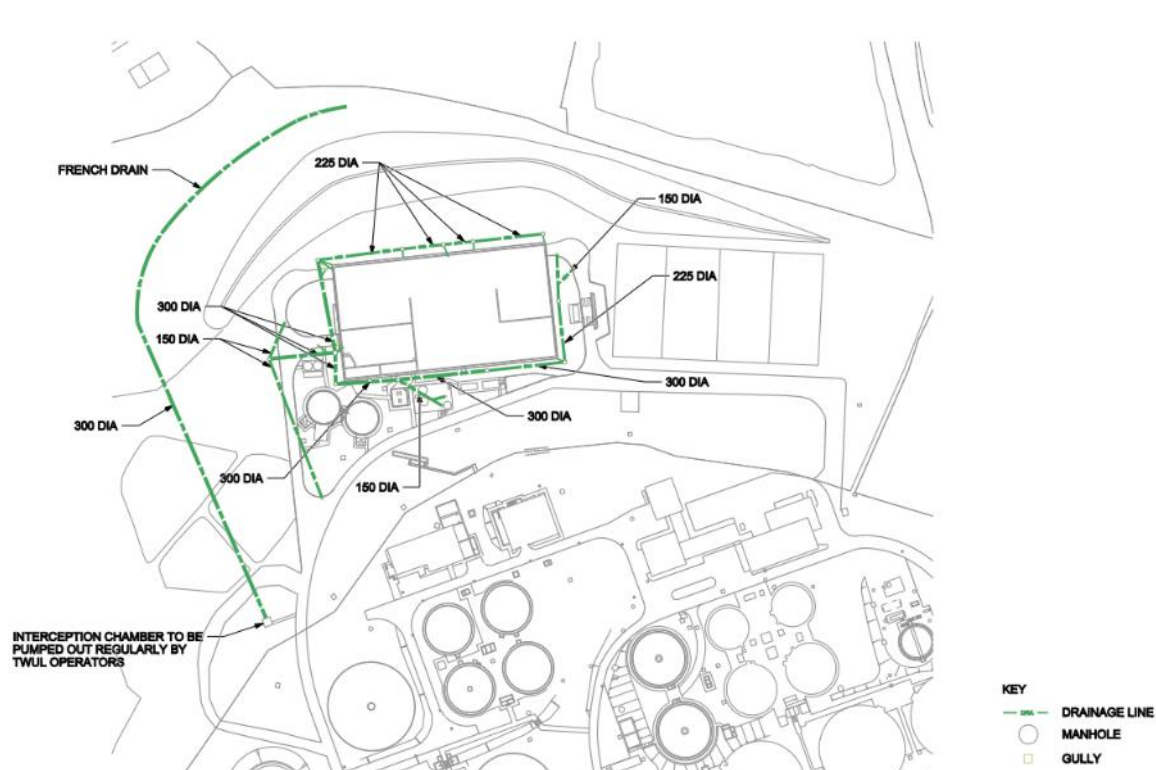 225 DIA
FRENCH DRAIN
150 DIA
225 DIA
300 DIA
150 DIA
300 DIA
300 DIA
300 DIA
300 DIA
150 DIA
INTERCEPTION CHAMBER TO BE
PUMPED OUT REGULARLY BY
TWUL OPERATORS
KEY
DRAINAGE LINE
MANHOLE
GULLY